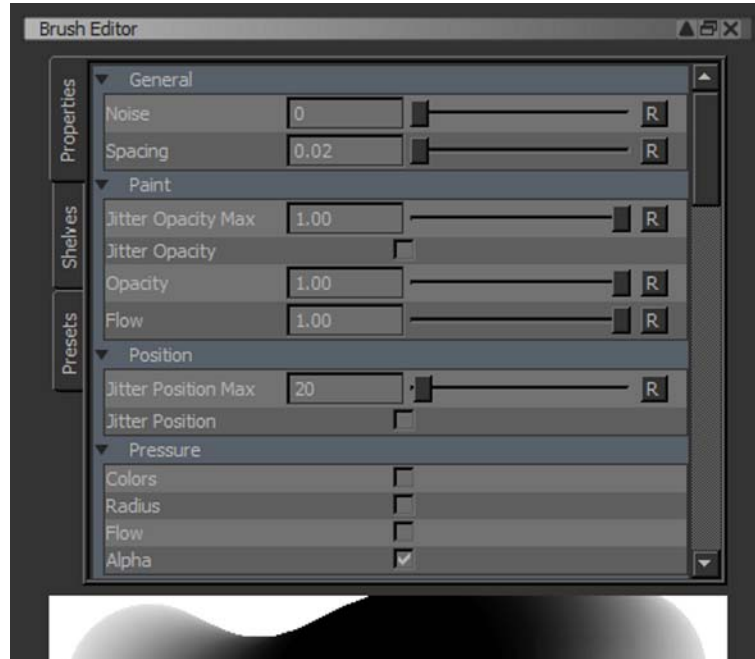 Brush Editor
Properties
Shelves
Presets
General
Noise 0 R
Spacing 0.02 R
Paint
Jitter Opacity Max 1.00 R
Jitter Opacity
Opacity 1.00 R
Flow 1.00 R
Position
Jitter Position Max 20 R
Jitter Position
Pressure
Colors
Radius
Flow
Alpha